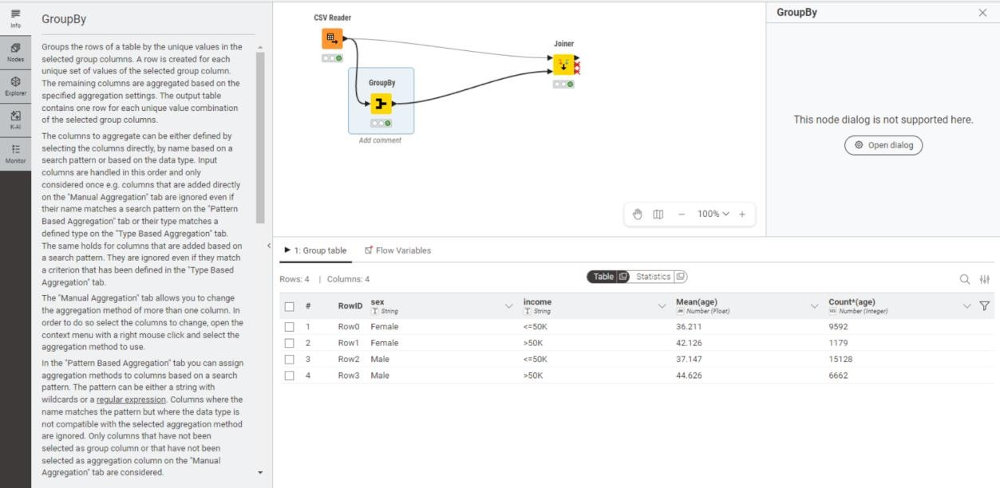 Info
Nodes
Explorer
K-AI
Monitor
GroupBy
Groups the rows of a table by the unique values in the
selected group columns. A row is created for each
unique set of values of the selected group column.
The remaining columns are aggregated based on the
specified aggregation settings. The output table
contains one row for each unique value combination
of the selected group columns.
The columns to aggregate can be either defined by
selecting the columns directly, by name based on a
search pattern or based on the data type. Input
columns are handled in this order and only
considered once e.g. columns that are added directly
on the "Manual Aggregation" tab are ignored even if
their name matches a search pattern on the "Pattern
Based Aggregation" tab or their type matches a
defined type on the "Type Based Aggregation" tab.
The same holds for columns that are added based on
a search pattern. They are ignored even if they match
a criterion that has been defined in the "Type Based
Aggregation" tab.
The "Manual Aggregation" tab allows you to change
the aggregation method of more than one column. In
order to do so select the columns to change, open the
context menu with a right mouse click and select the
aggregation method to use.
In the "Pattern Based Aggregation" tab you can assign
aggregation methods to columns based on a search
pattern. The pattern can be either a string with
wildcards or a regular expression. Columns where the
name matches the pattern but where the data type is
not compatible with the selected aggregation method
are ignored. Only columns that have not been
selected as group column or that have not been
selected as aggregation column on the "Manual
Aggregation" tab are considered.
CSV Reader
Joiner
GroupBy
Add comment
100%
GroupBy
This node dialog is not supported here.
Open dialog
1: Group table Flow Variables
Rows: 4 | Columns: 4
Table Statistics
# RowID sex income Mean(age) Count*(age)
String String Number (Float) Number (Integer)
1 Row0 Female <=50K 36.211 9592
2 Row1 Female >50K 42.126 1179
3 Row2 Male <=50K 37.147 15128
4 Row3 Male >50K 44.626 6662